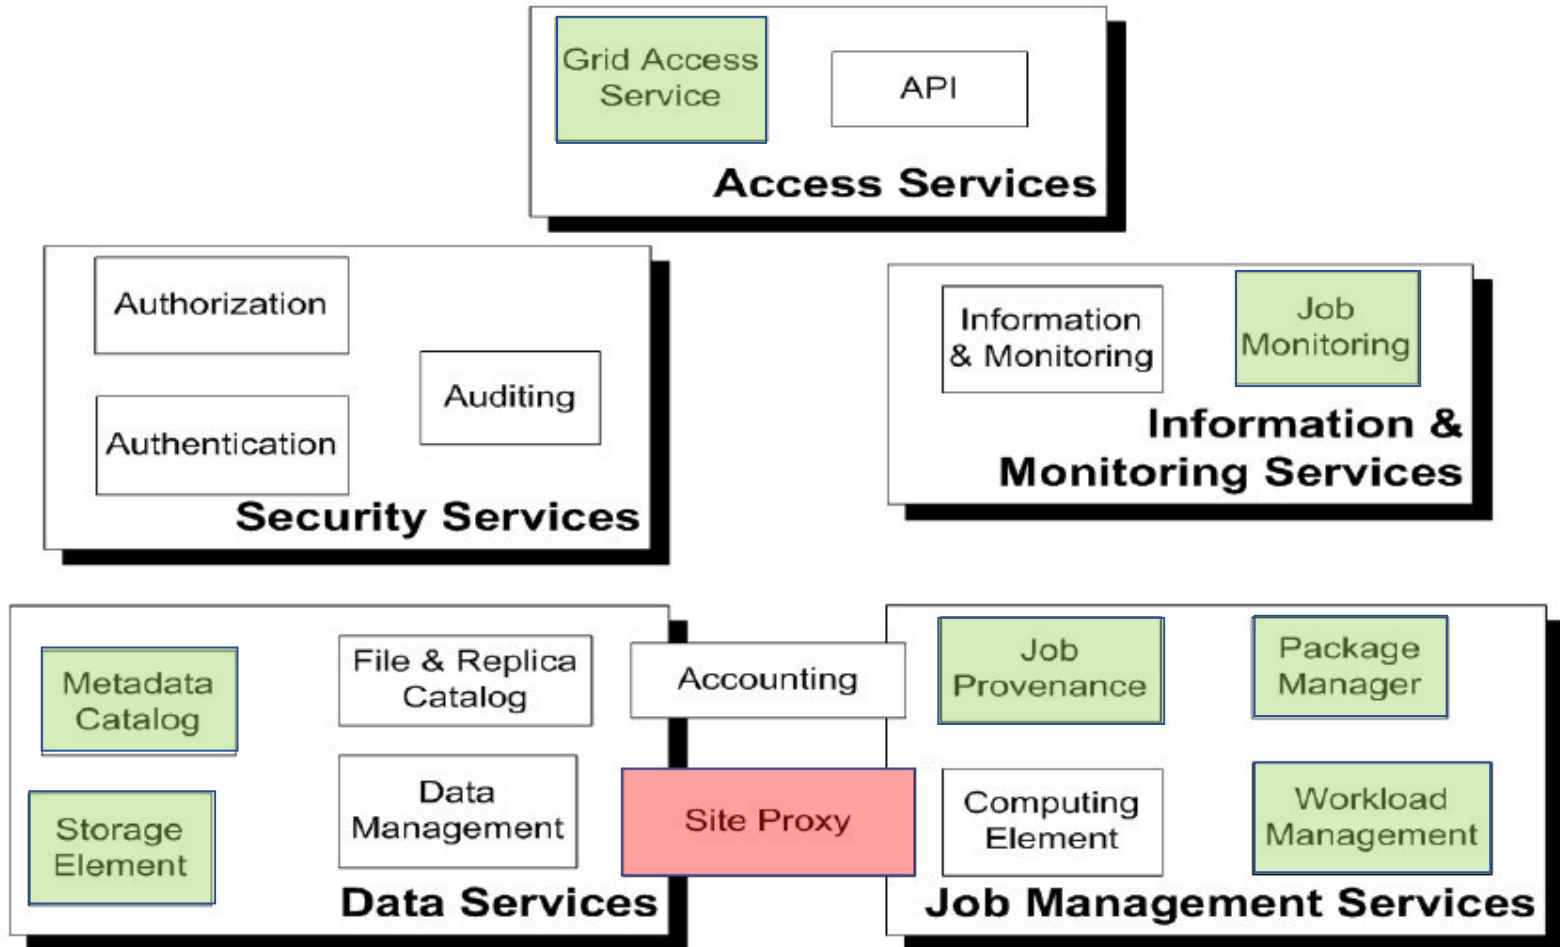 Grid Access
Service
API
Access Services
Authorization
Auditing
Authentication
Security Services
Information
& Monitoring
Job
Monitoring
Information &
Monitoring Services
Metadata
Catalog
File & Replica
Catalog
Storage
Element
Data
Management
Data Services
Accounting
Site Proxy
Job
Provenance
Package
Manager
Computing
Element
Workload
Management
Job Management Services